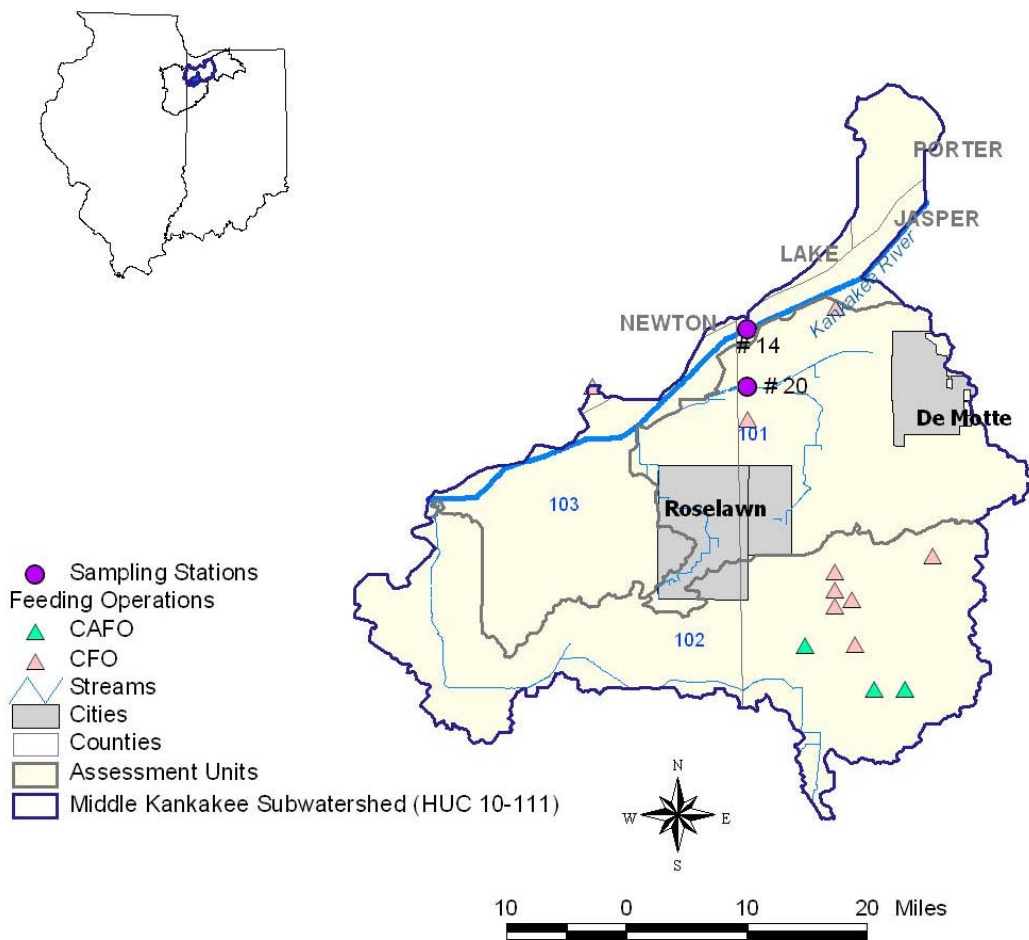 PORTER
JASPER
LAKE
Kankakee River
NEWTON
# 14
# 20
De Motte
101
Roselawn
103
102
Sampling Stations
Feeding Operations
CAFO
CFO
Streams
Cities
Counties
Assessment Units
Middle Kankakee Subwatershed (HUC 10-111)
N
W E
S
10 0 10 20 Miles